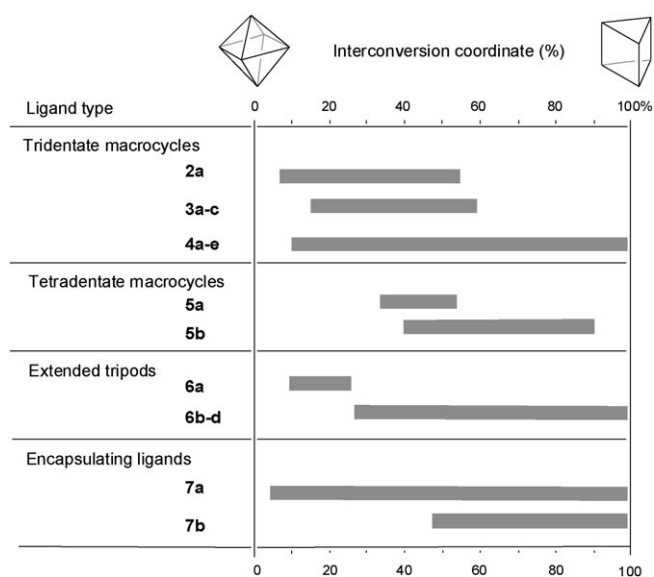 Interconversion coordinate (%)
Ligand type
0 20 40 60 80 100%
Tridentate macrocycles
2a
3a-c
4a-e
Tetradentate macrocycles
5a
5b
Extended tripods
6a
6b-d
Encapsulating ligands
7a
7b
0 20 40 60 80 100